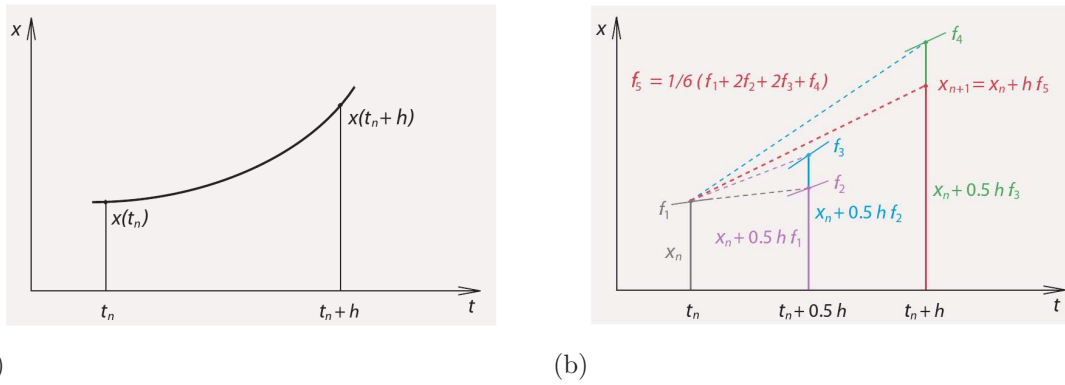 x
x(tₙ + h)
x(tₙ)
tₙ
tₙ + h
t
)
x
f₄
f₅ = 1/6 ( f₁ + 2f₂ + 2f₃ + f₄ )
xₙ₊₁ = xₙ + h f₅
f₃
f₂
f₁
xₙ + 0.5 h f₃
xₙ + 0.5 h f₂
xₙ + 0.5 h f₁
xₙ
tₙ
tₙ + 0.5 h
tₙ + h
t
(b)